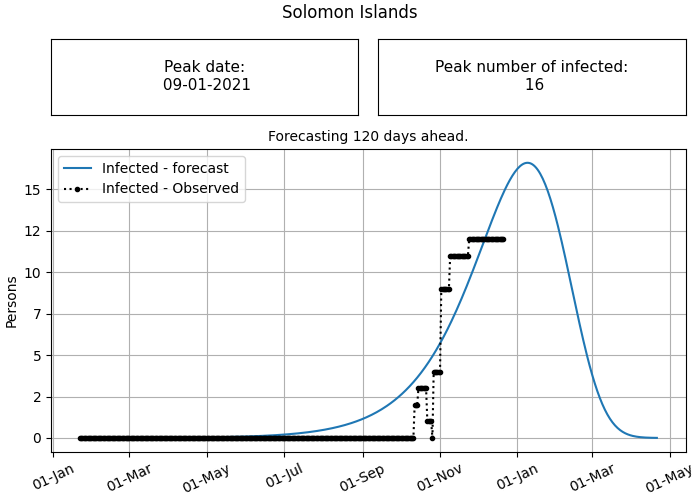 Solomon Islands
Peak date:
09-01-2021
Peak number of infected:
16
Forecasting 120 days ahead.
Infected - forecast
Infected - Observed
Persons
15
12
10
7
5
2
0
01-Jan
01-Mar
01-May
01-Jul
01-Sep
01-Nov
01-Jan
01-Mar
01-May